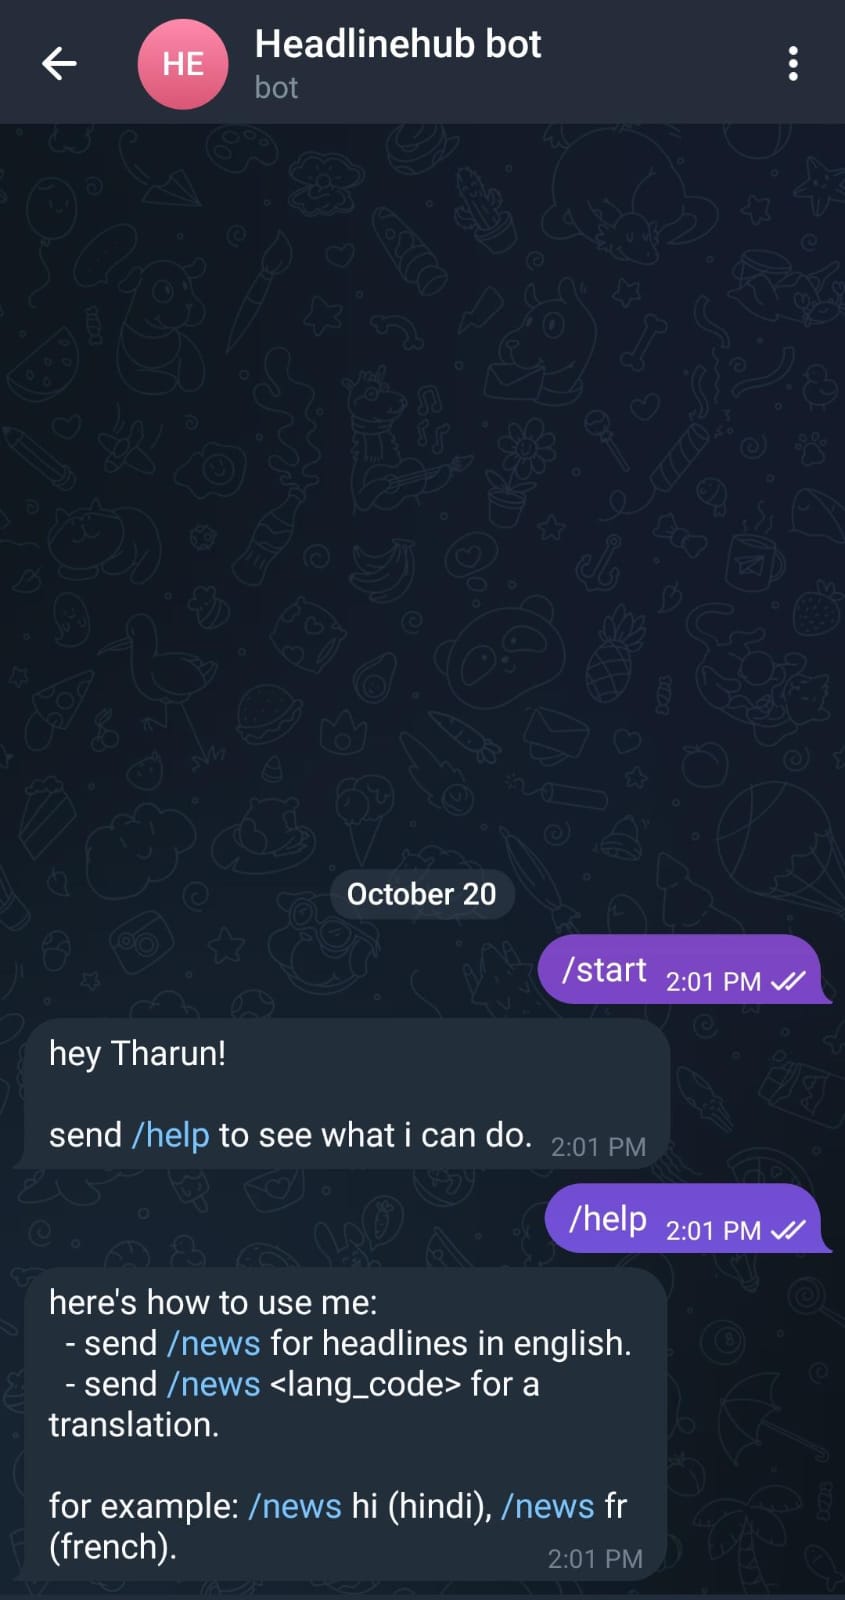 HE
Headlinehub bot
bot
October 20
/start 2:01 PM
hey Tharun!
send /help to see what i can do. 2:01 PM
/help 2:01 PM
here's how to use me:
- send /news for headlines in english.
- send /news <lang_code> for a
translation.
for example: /news hi (hindi), /news fr
(french).
2:01 PM